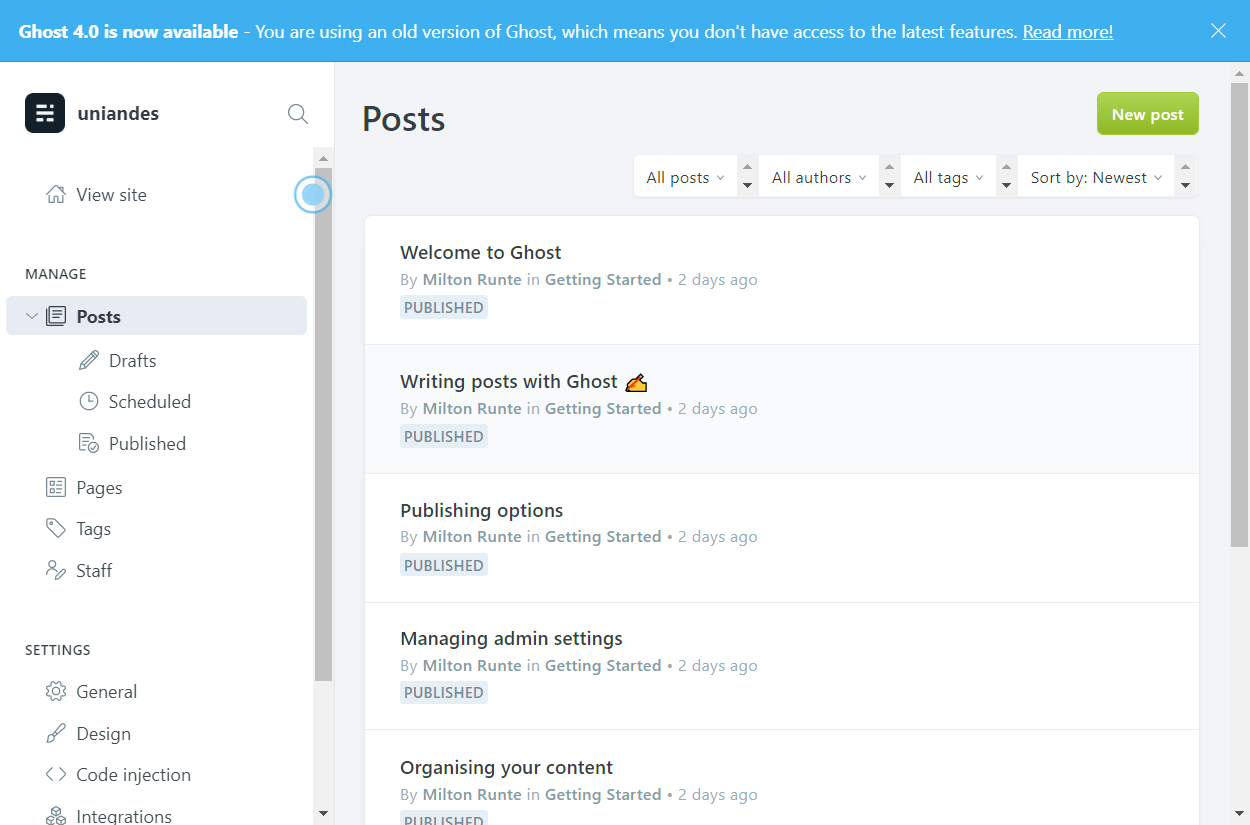 Ghost 4.0 is now available - You are using an old version of Ghost, which means you don't have access to the latest features. Read more!
uniandes
View site
MANAGE
Posts
Drafts
Scheduled
Published
Pages
Tags
Staff
SETTINGS
General
Design
Code injection
Integrations
Posts
New post
All posts
All authors
All tags
Sort by: Newest
Welcome to Ghost
By Milton Runte in Getting Started • 2 days ago
PUBLISHED
Writing posts with Ghost ✍️
By Milton Runte in Getting Started • 2 days ago
PUBLISHED
Publishing options
By Milton Runte in Getting Started • 2 days ago
PUBLISHED
Managing admin settings
By Milton Runte in Getting Started • 2 days ago
PUBLISHED
Organising your content
By Milton Runte in Getting Started • 2 days ago
PUBLISHED